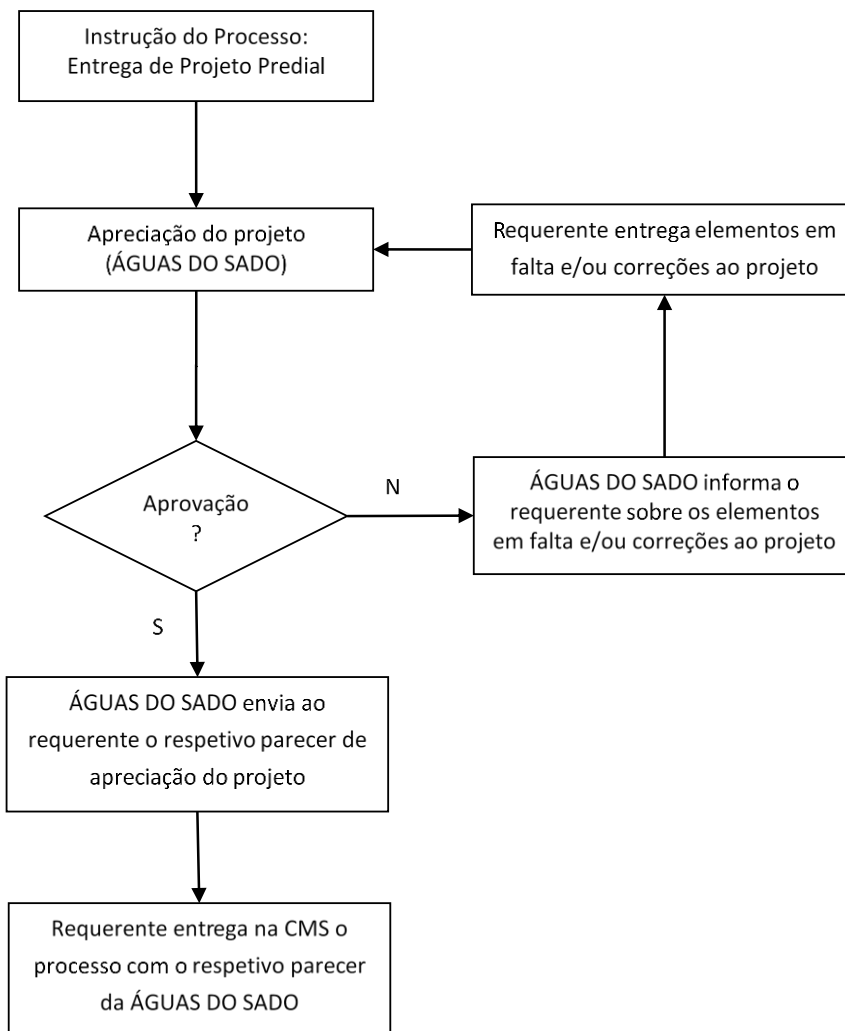 Instrução do Processo:
Entrega de Projeto Predial
Apreciação do projeto
(ÁGUAS DO SADO)
Requerente entrega elementos em
falta e/ou correções ao projeto
Aprovação
?
N
ÁGUAS DO SADO informa o
requerente sobre os elementos
em falta e/ou correções ao projeto
S
ÁGUAS DO SADO envia ao
requerente o respetivo parecer de
apreciação do projeto
Requerente entrega na CMS o
processo com o respetivo parecer
da ÁGUAS DO SADO